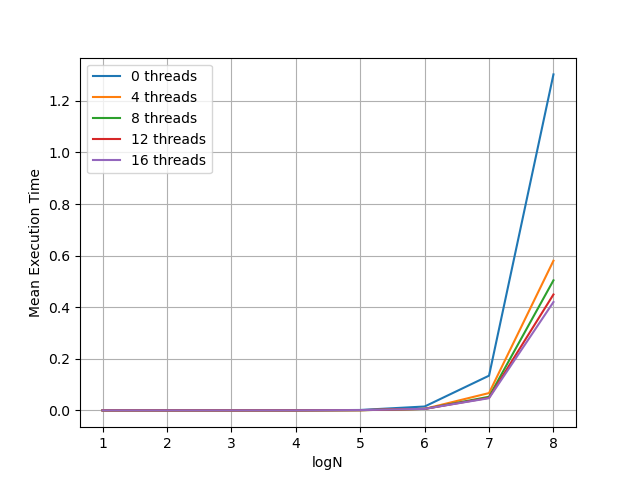 0 threads
4 threads
8 threads
12 threads
16 threads
Mean Execution Time
1.2
1.0
0.8
0.6
0.4
0.2
0.0
1 2 3 4 5 6 7 8
logN